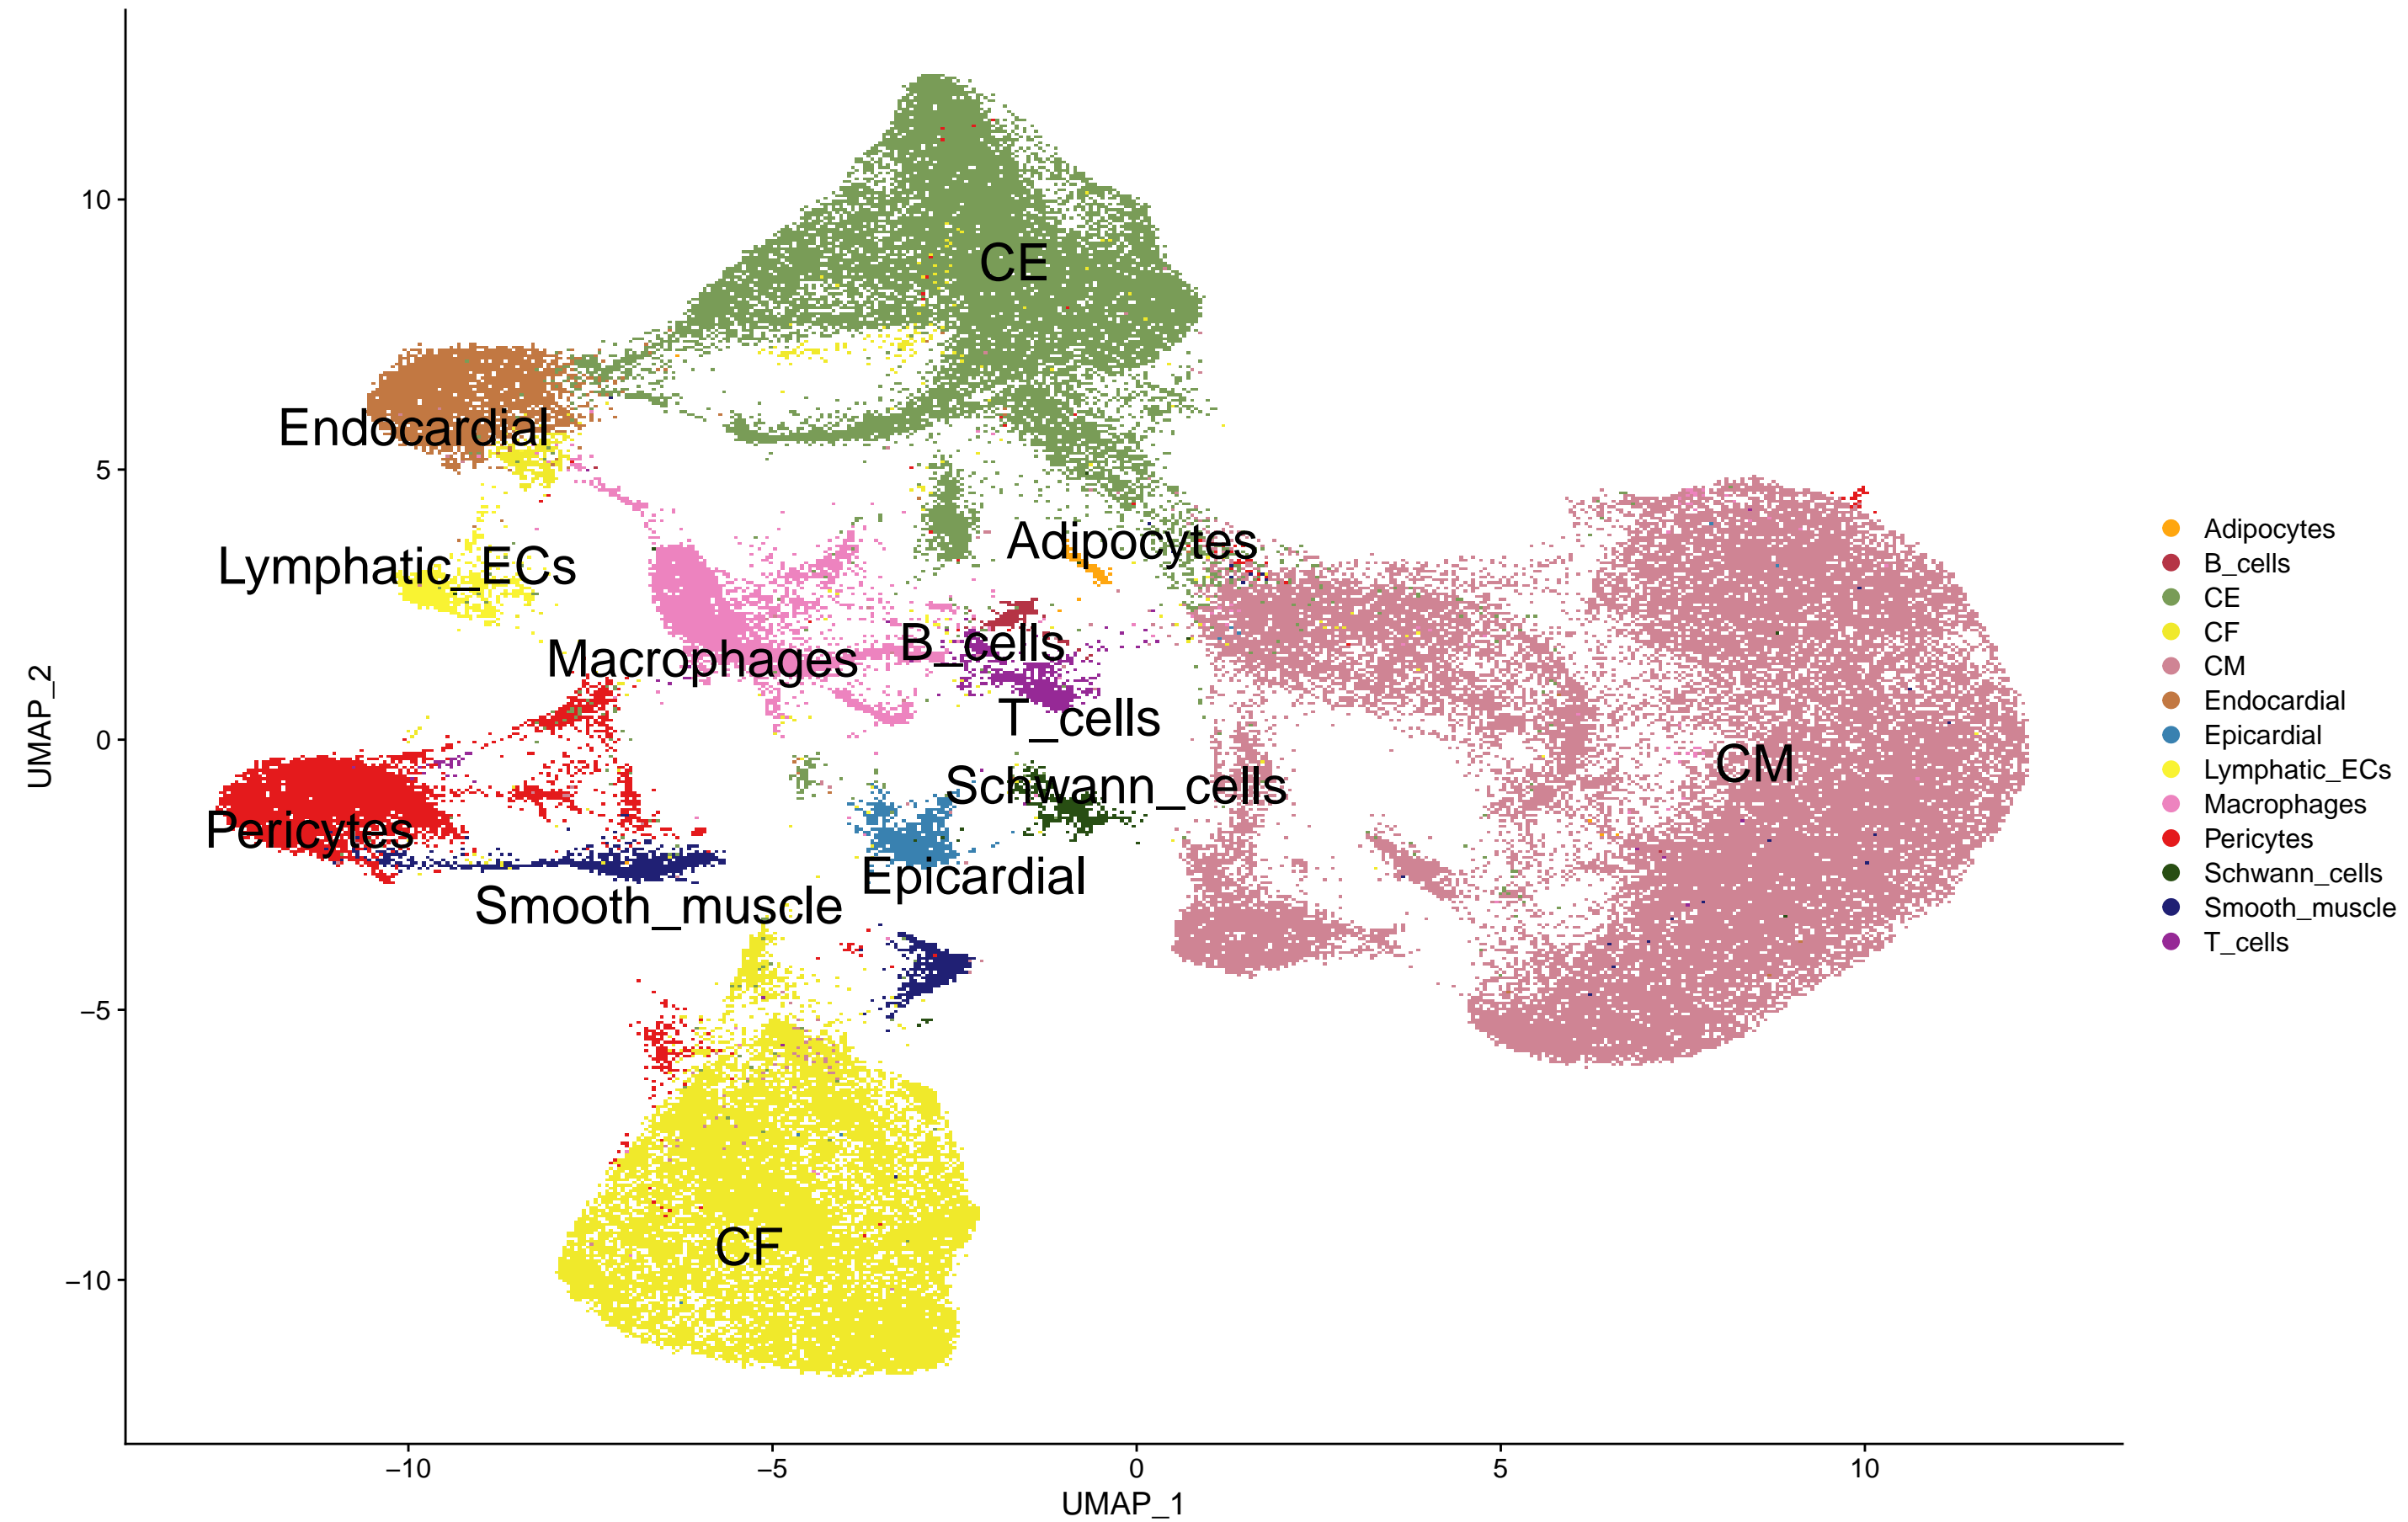 10
5
0
−5
−10
UMAP_2
CE
Endocardial
Adipocytes
Lymphatic_ECs
B_cells
Macrophages
T_cells
CM
Schwann_cells
Pericytes
Epicardial
Smooth_muscle
CF
−10
−5
0
5
10
UMAP_1
Adipocytes
B_cells
CE
CF
CM
Endocardial
Epicardial
Lymphatic_ECs
Macrophages
Pericytes
Schwann_cells
Smooth_muscle
T_cells